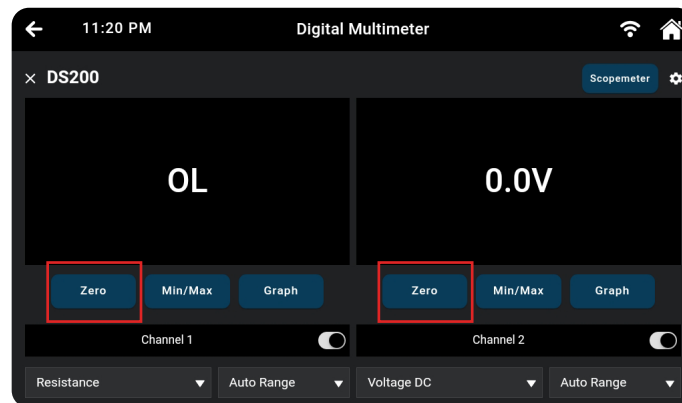 11:20 PM Digital Multimeter
DS200 Scopemeter
OL 0.0V
Zero Min/Max Graph Zero Min/Max Graph
Channel 1 Channel 2
Resistance Auto Range Voltage DC Auto Range